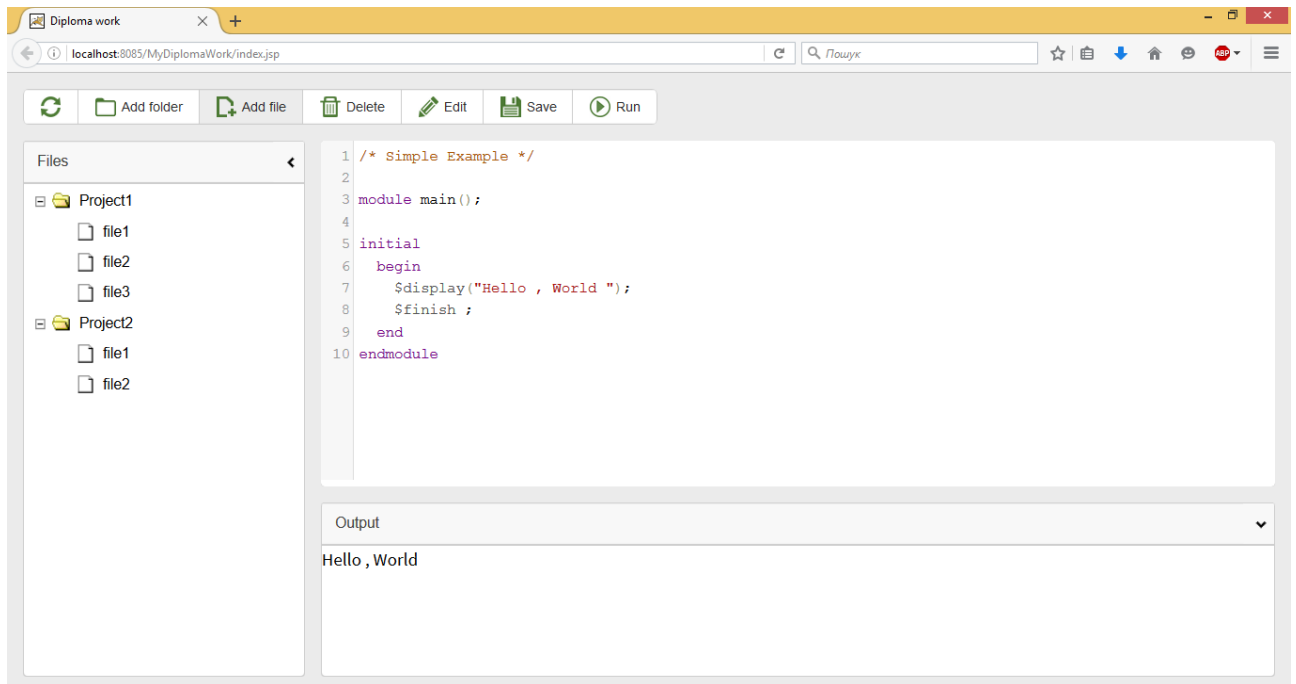 Diploma work
localhost:8085/MyDiplomaWork/index.jsp
Пошук
ABP
Add folder Add file Delete Edit Save Run
Files
Project1
file1
file2
file3
Project2
file1
file2
1 /* Simple Example */
2
3 module main();
4
5 initial
6 begin
7 $display("Hello , World ");
8 $finish ;
9 end
10 endmodule
Output
Hello , World